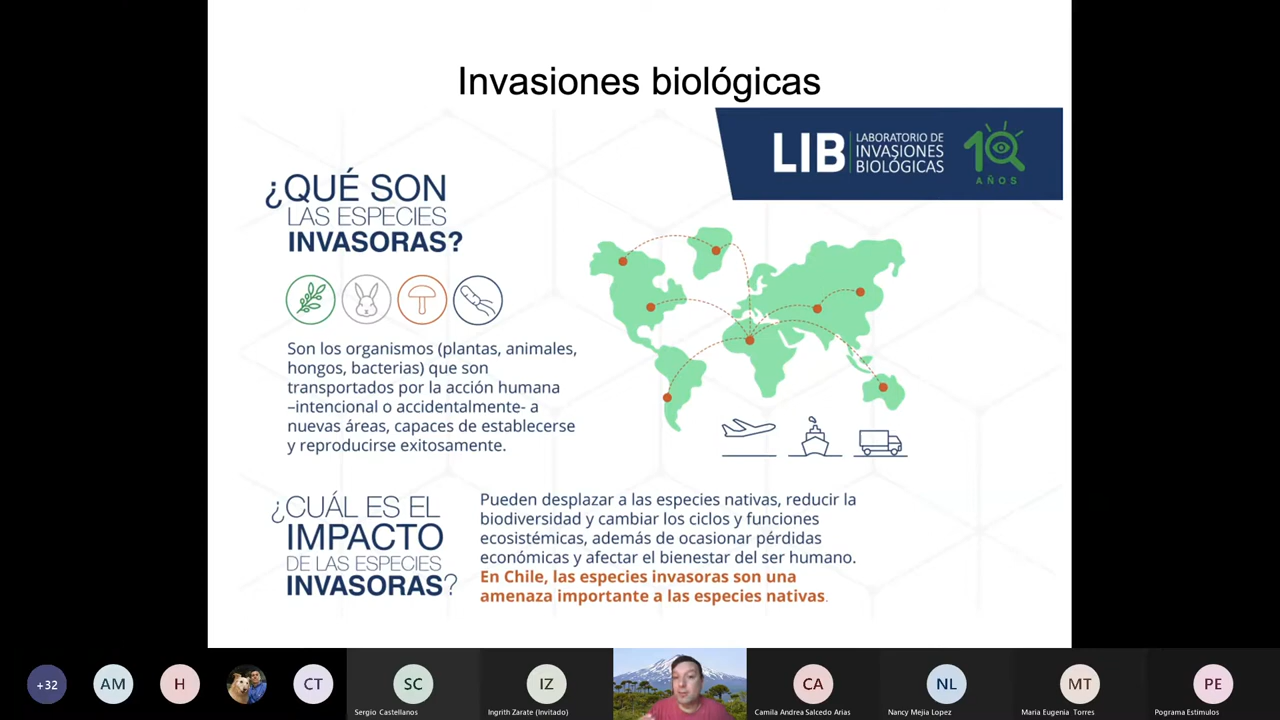 Invasiones biológicas
LIB
LABORATORIO DE
INVASIONES
BIOLÓGICAS
10
AÑOS
¿QUÉ SON
LAS ESPECIES
INVASORAS?
Son los organismos (plantas, animales,
hongos, bacterias) que son
transportados por la acción humana
–intencional o accidentalmente- a
nuevas áreas, capaces de establecerse
y reproducirse exitosamente.
¿CUÁL ES EL
IMPACTO
DE LAS ESPECIES
INVASORAS?
Pueden desplazar a las especies nativas, reducir la
biodiversidad y cambiar los ciclos y funciones
ecosistémicas, además de ocasionar pérdidas
económicas y afectar el bienestar del ser humano.
En Chile, las especies invasoras son una
amenaza importante a las especies nativas.
+32
AM
H
CT
SC
Sergio Castellanos
IZ
Ingrith Zarate (Invitado)
CA
Camila Andrea Salcedo Arias
NL
Nancy Mejia Lopez
MT
Maria Eugenia Torres
PE
Pograma Estimulos